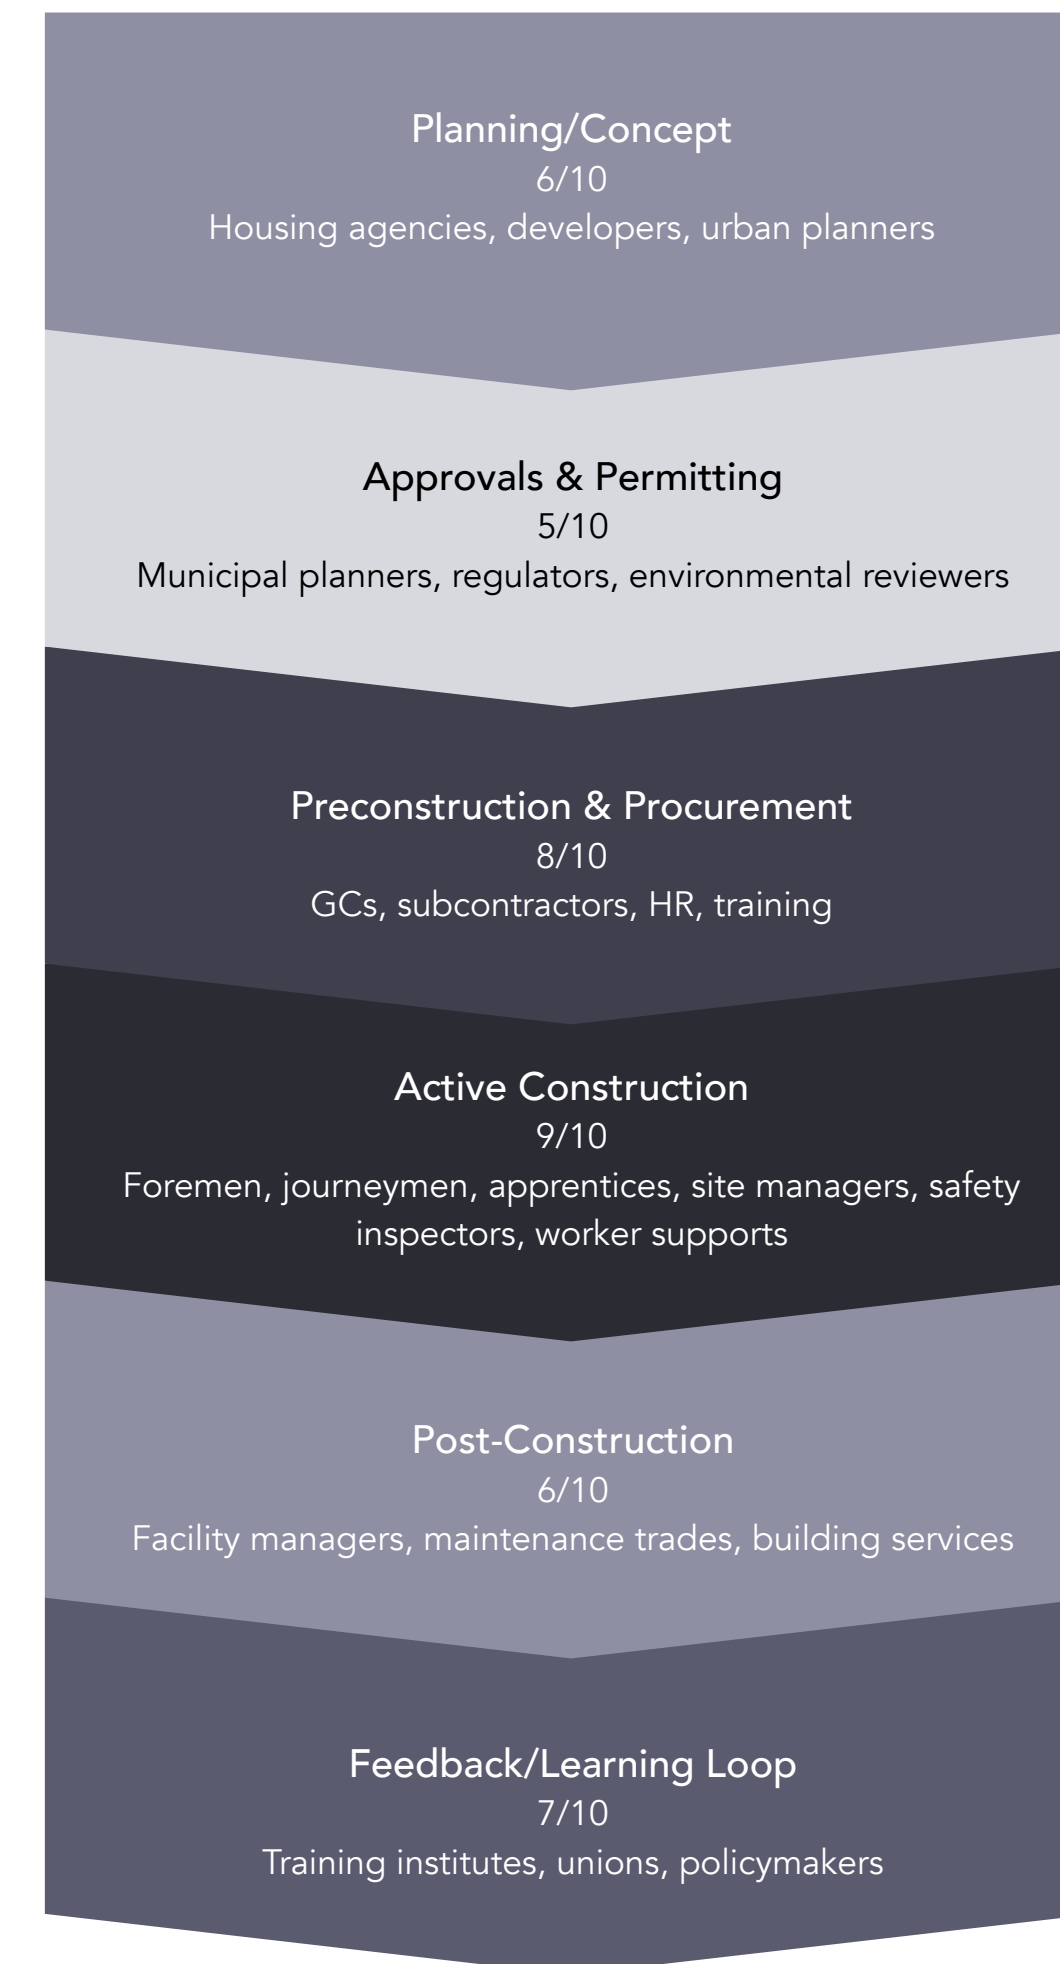 Planning/Concept
6/10
Housing agencies, developers, urban planners
Approvals & Permitting
5/10
Municipal planners, regulators, environmental reviewers
Preconstruction & Procurement
8/10
GCs, subcontractors, HR, training
Active Construction
9/10
Foremen, journeymen, apprentices, site managers, safety
inspectors, worker supports
Post-Construction
6/10
Facility managers, maintenance trades, building services
Feedback/Learning Loop
7/10
Training institutes, unions, policymakers